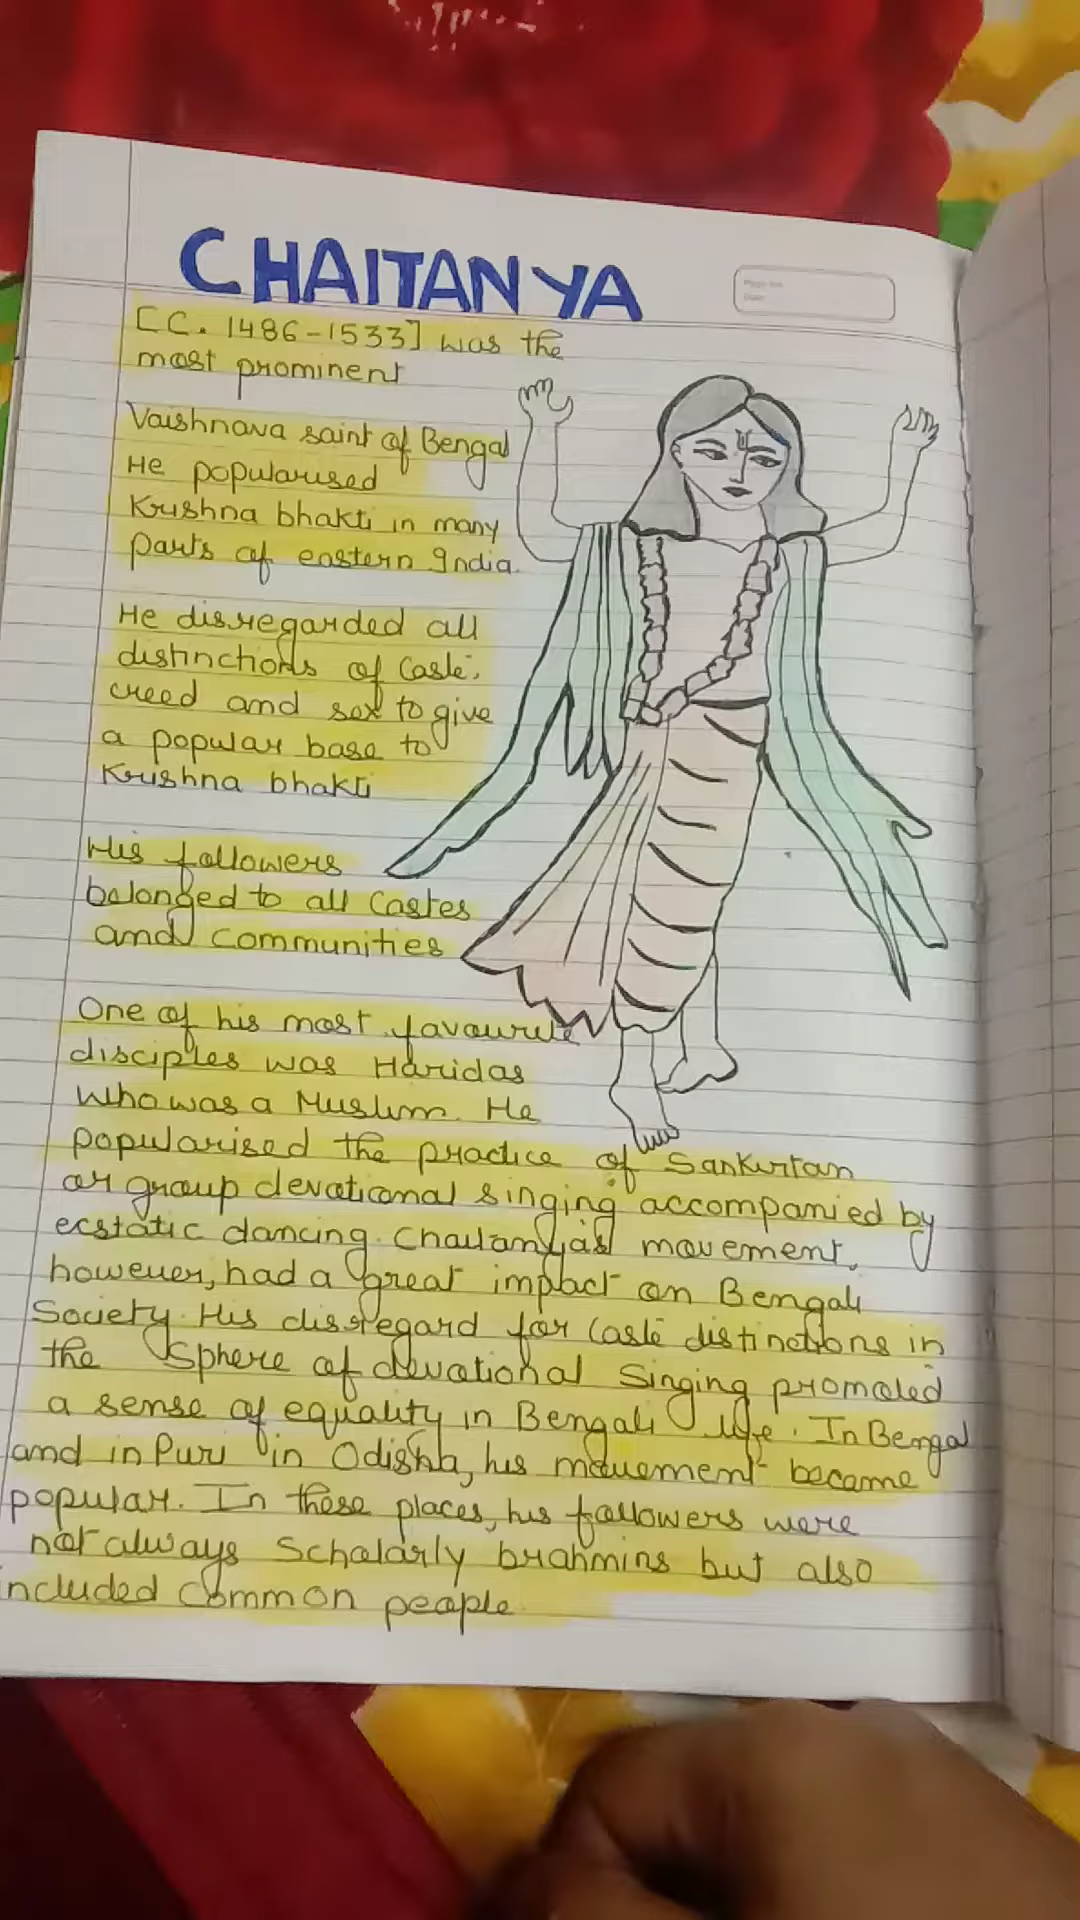 CHAITANYA
[CC. 1486-1533] was the
most prominent
Vaishnava saint of Bengal
He popularised
Krishna bhakti in many
parts of eastern India.
He disregarded all
distinctions of Caste,
creed and sex to give
a popular base to
Krishna bhakti
His followers
belonged to all Castes
and communities
One of his most favourite
disciples was Haridas
Who was a Muslim. He
popularised the practice of Sankirtan
or group devotional singing accompanied by
ecstatic dancing. Chaitanya's movement,
however, had a great impact on Bengali
Society. His disregard for Caste distinctions in
the sphere of devotional Singing promoted
a sense of equality in Bengali life. In Bengal
and in Puri in Odisha, his movement became
popular. In these places, his followers were
not always Scholarly brahmins but also
included Common people.